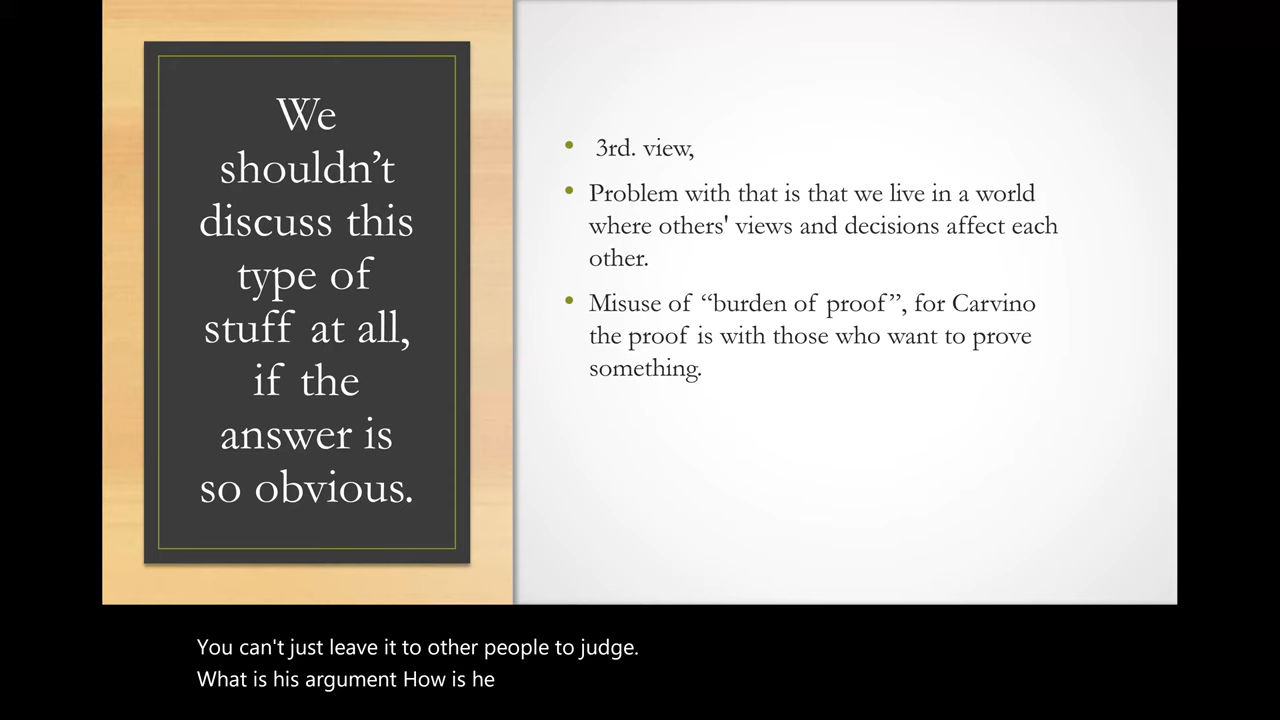 We
shouldn’t
discuss this
type of
stuff at all,
if the
answer is
so obvious.
• 3rd. view,
• Problem with that is that we live in a world
where others' views and decisions affect each
other.
• Misuse of “burden of proof”, for Carvino
the proof is with those who want to prove
something.
You can't just leave it to other people to judge.
What is his argument How is he